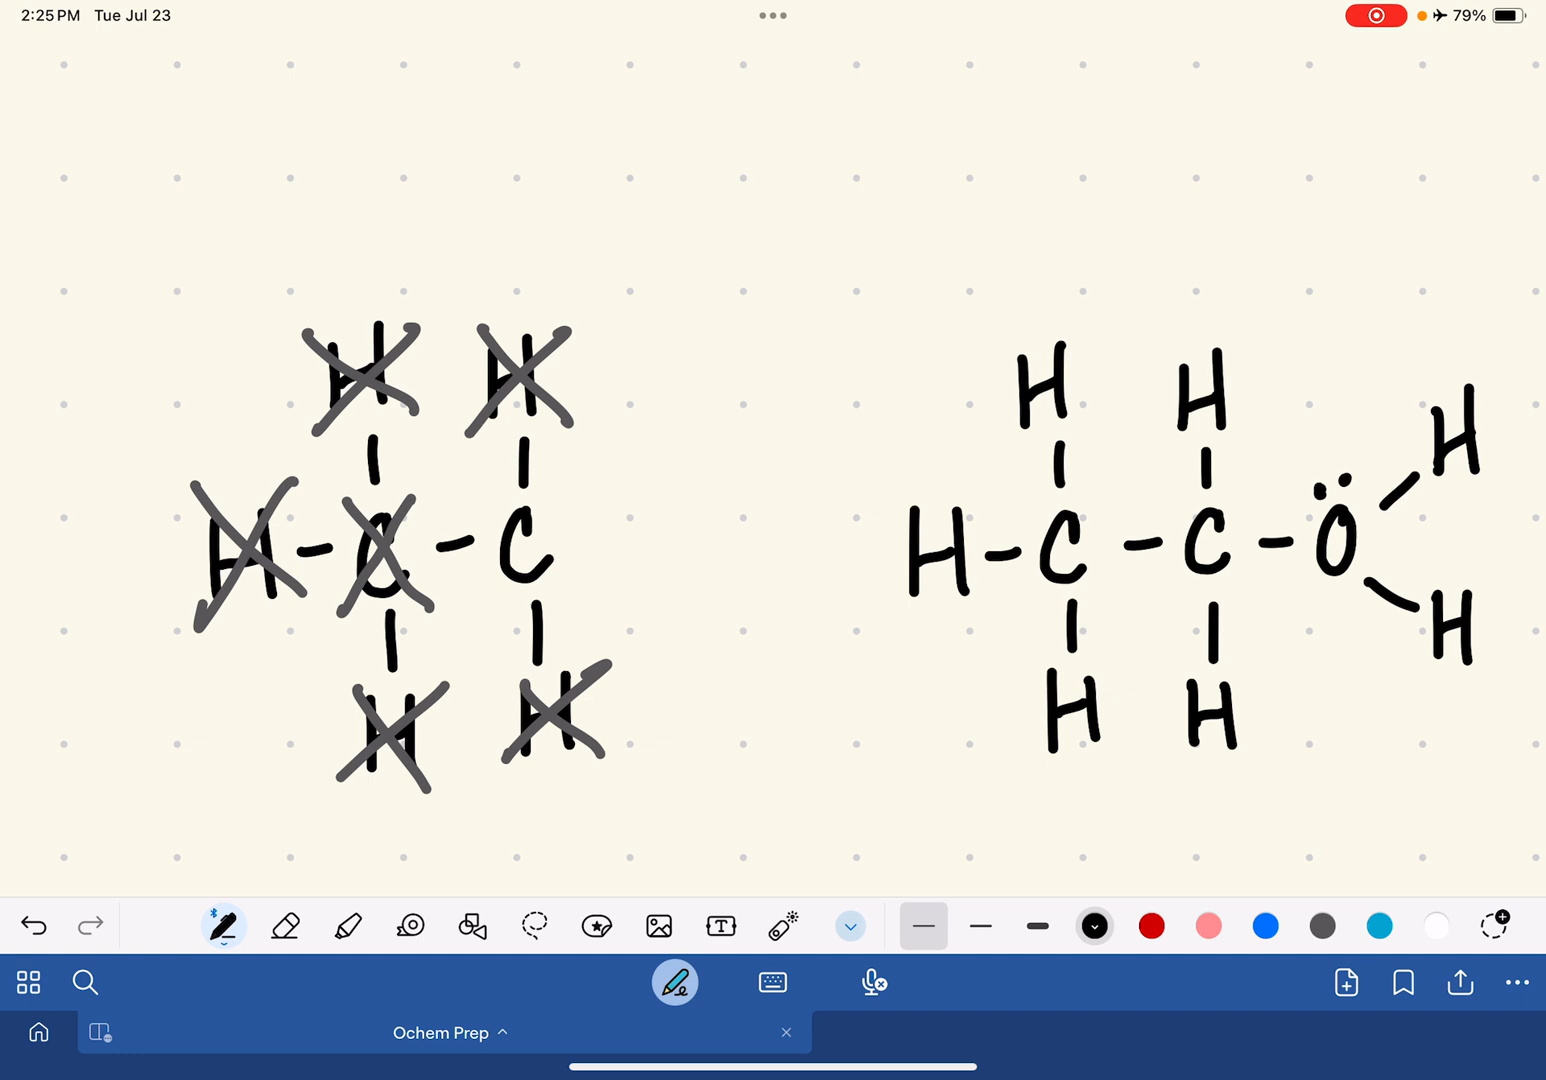 2:25 PM Tue Jul 23
79%
H H
H - C - C
H H
H H H
H - C - C - Ö
H H H
Ochem Prep